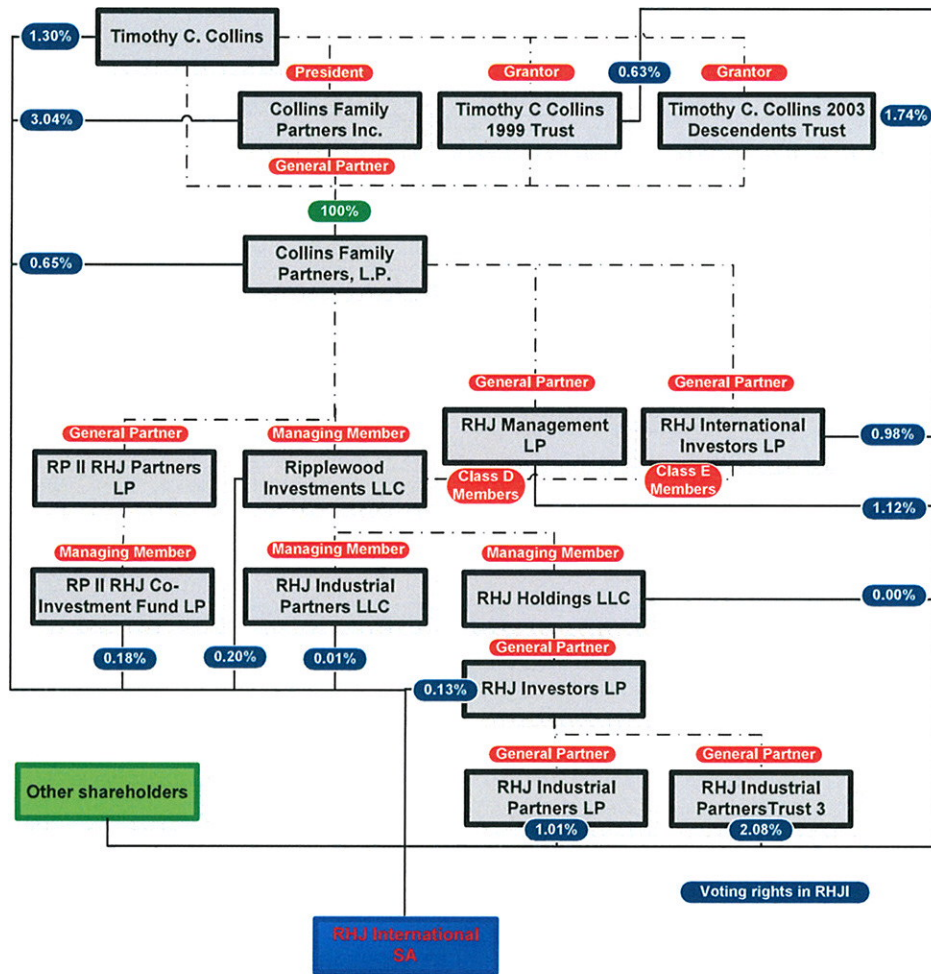 1.30%
Timothy C. Collins
President
Grantor
0.63%
Grantor
3.04%
Collins Family
Partners Inc.
Timothy C Collins
1999 Trust
Timothy C. Collins 2003
Descendents Trust
1.74%
General Partner
100%
0.65%
Collins Family
Partners, L.P.
General Partner
General Partner
General Partner
Managing Member
RHJ Management
LP
RHJ International
Investors LP
0.98%
RP II RHJ Partners
LP
Ripplewood
Investments LLC
Class D
Members
Class E
Members
1.12%
Managing Member
Managing Member
Managing Member
RP II RHJ Co-
Investment Fund LP
RHJ Industrial
Partners LLC
RHJ Holdings LLC
0.00%
0.18%
0.20%
0.01%
General Partner
0.13%
RHJ Investors LP
General Partner
General Partner
Other shareholders
RHJ Industrial
Partners LP
RHJ Industrial
PartnersTrust 3
1.01%
2.08%
Voting rights in RHJI
RHJ International
SA